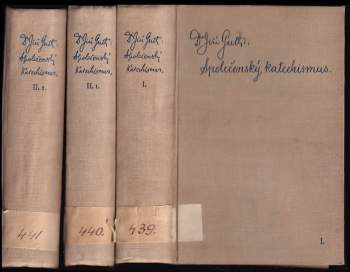 Dr Jiří Guth.
Společenský
Katechismus.
II. 2.
441
Dr Jiří Guth.
Společenský
Katechismus.
II. 1.
440
Dr Jiří Guth.
Společenský
Katechismus.
I.
439.
Dr Jiří Guth.
Společenský katechismus.
I.